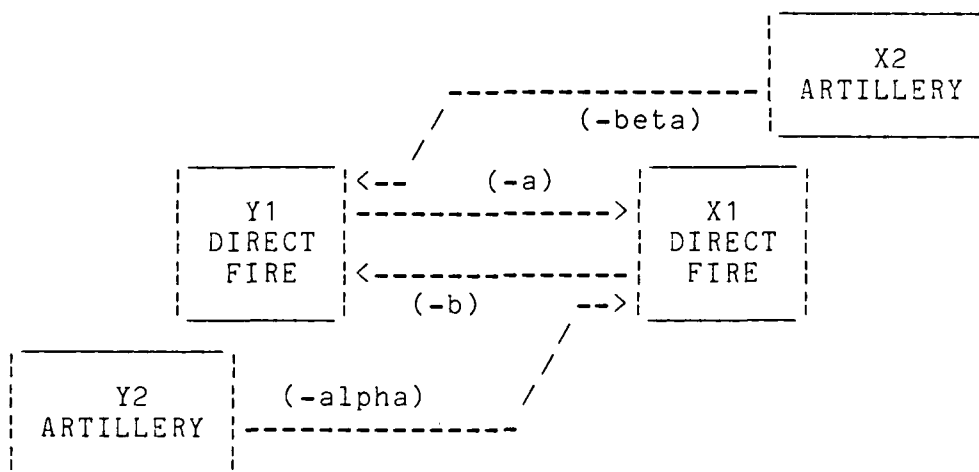 X2
ARTILLERY
(-beta)
(-a)
Y1
DIRECT
FIRE
X1
DIRECT
FIRE
(-b)
(-alpha)
Y2
ARTILLERY